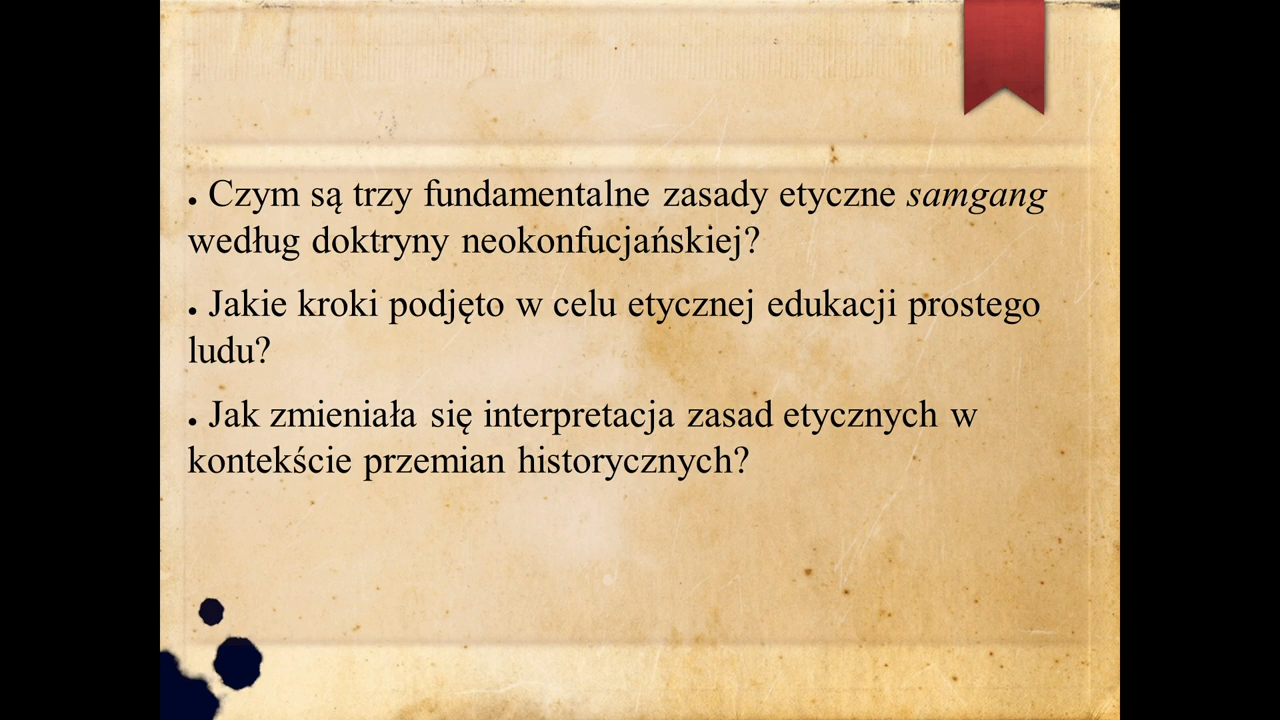 • Czym są trzy fundamentalne zasady etyczne samgang
według doktryny neokonfucjańskiej?
• Jakie kroki podjęto w celu etycznej edukacji prostego
ludu?
• Jak zmieniała się interpretacja zasad etycznych w
kontekście przemian historycznych?